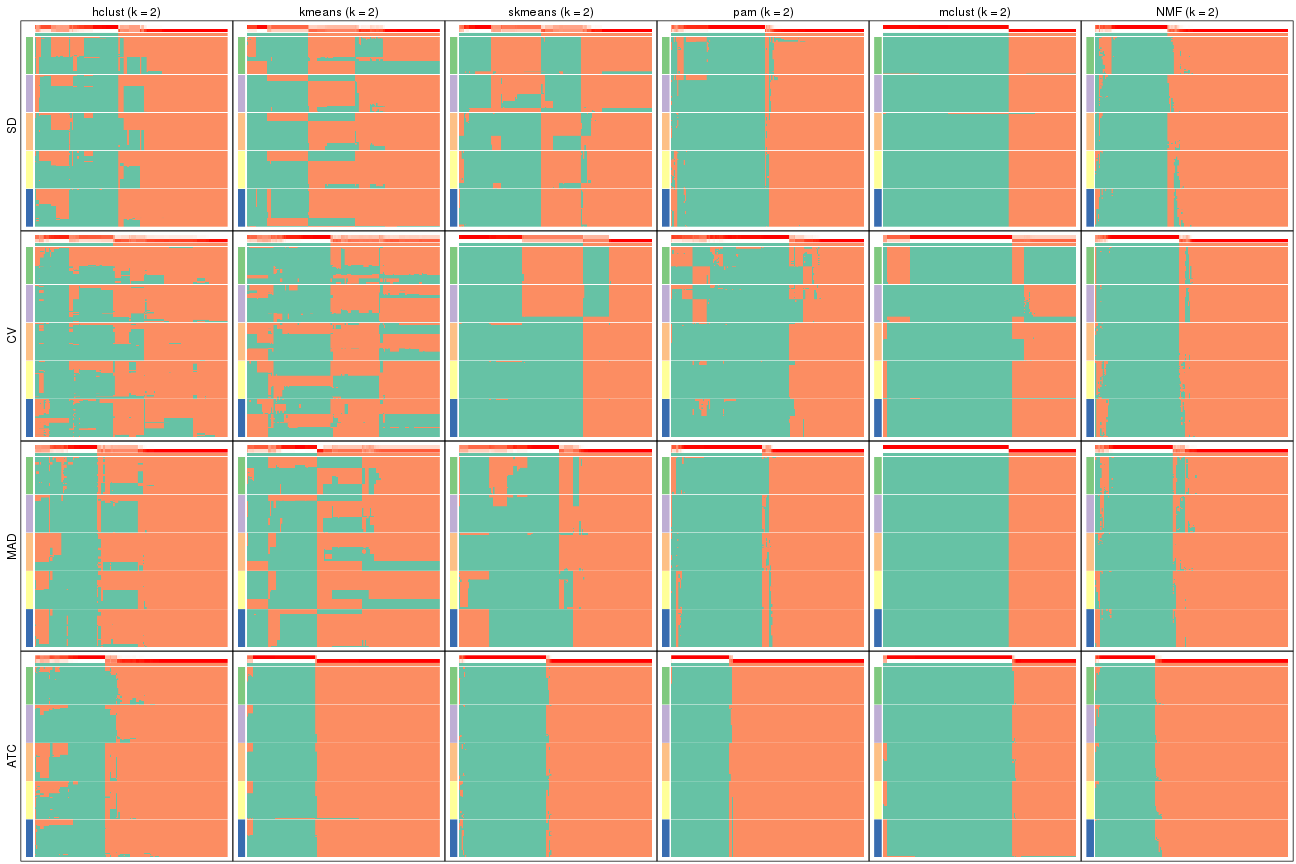 hclust (k = 2) kmeans (k = 2) skmeans (k = 2) pam (k = 2) mclust (k = 2) NMF (k = 2)
SD
CV
MAD
ATC